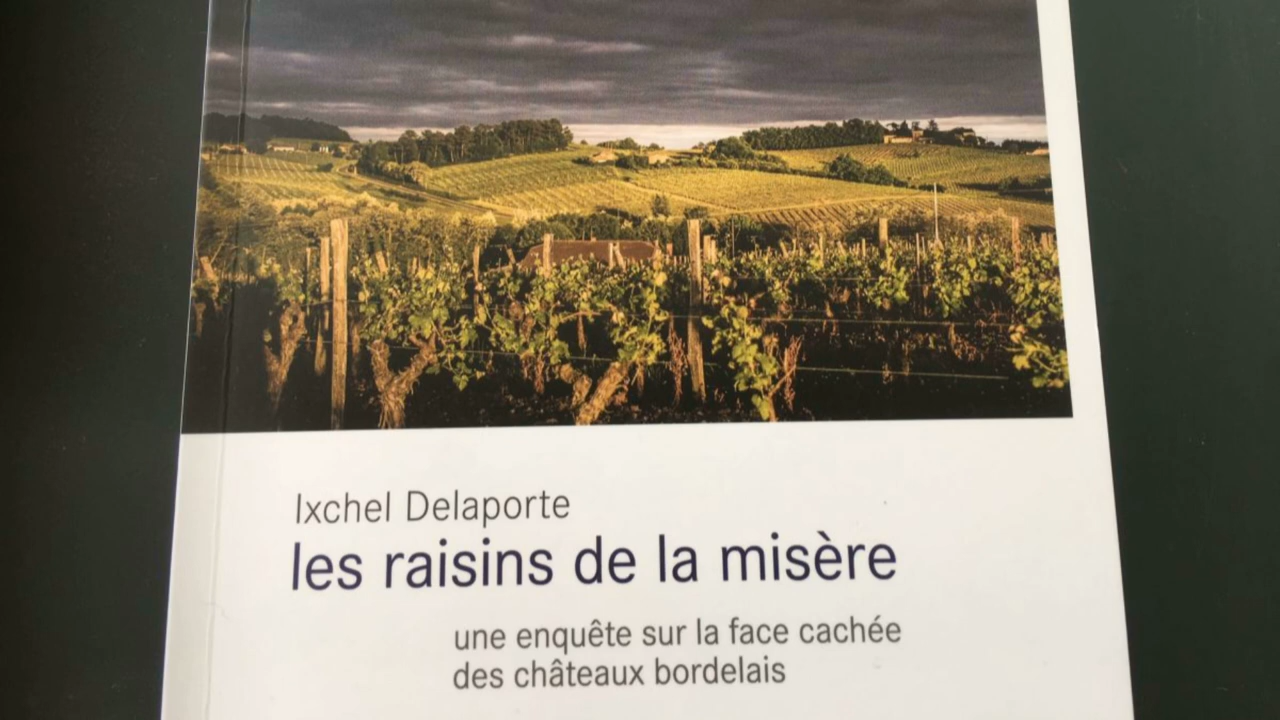 Ixchel Delaporte
les raisins de la misère
une enquête sur la face cachée
des châteaux bordelais